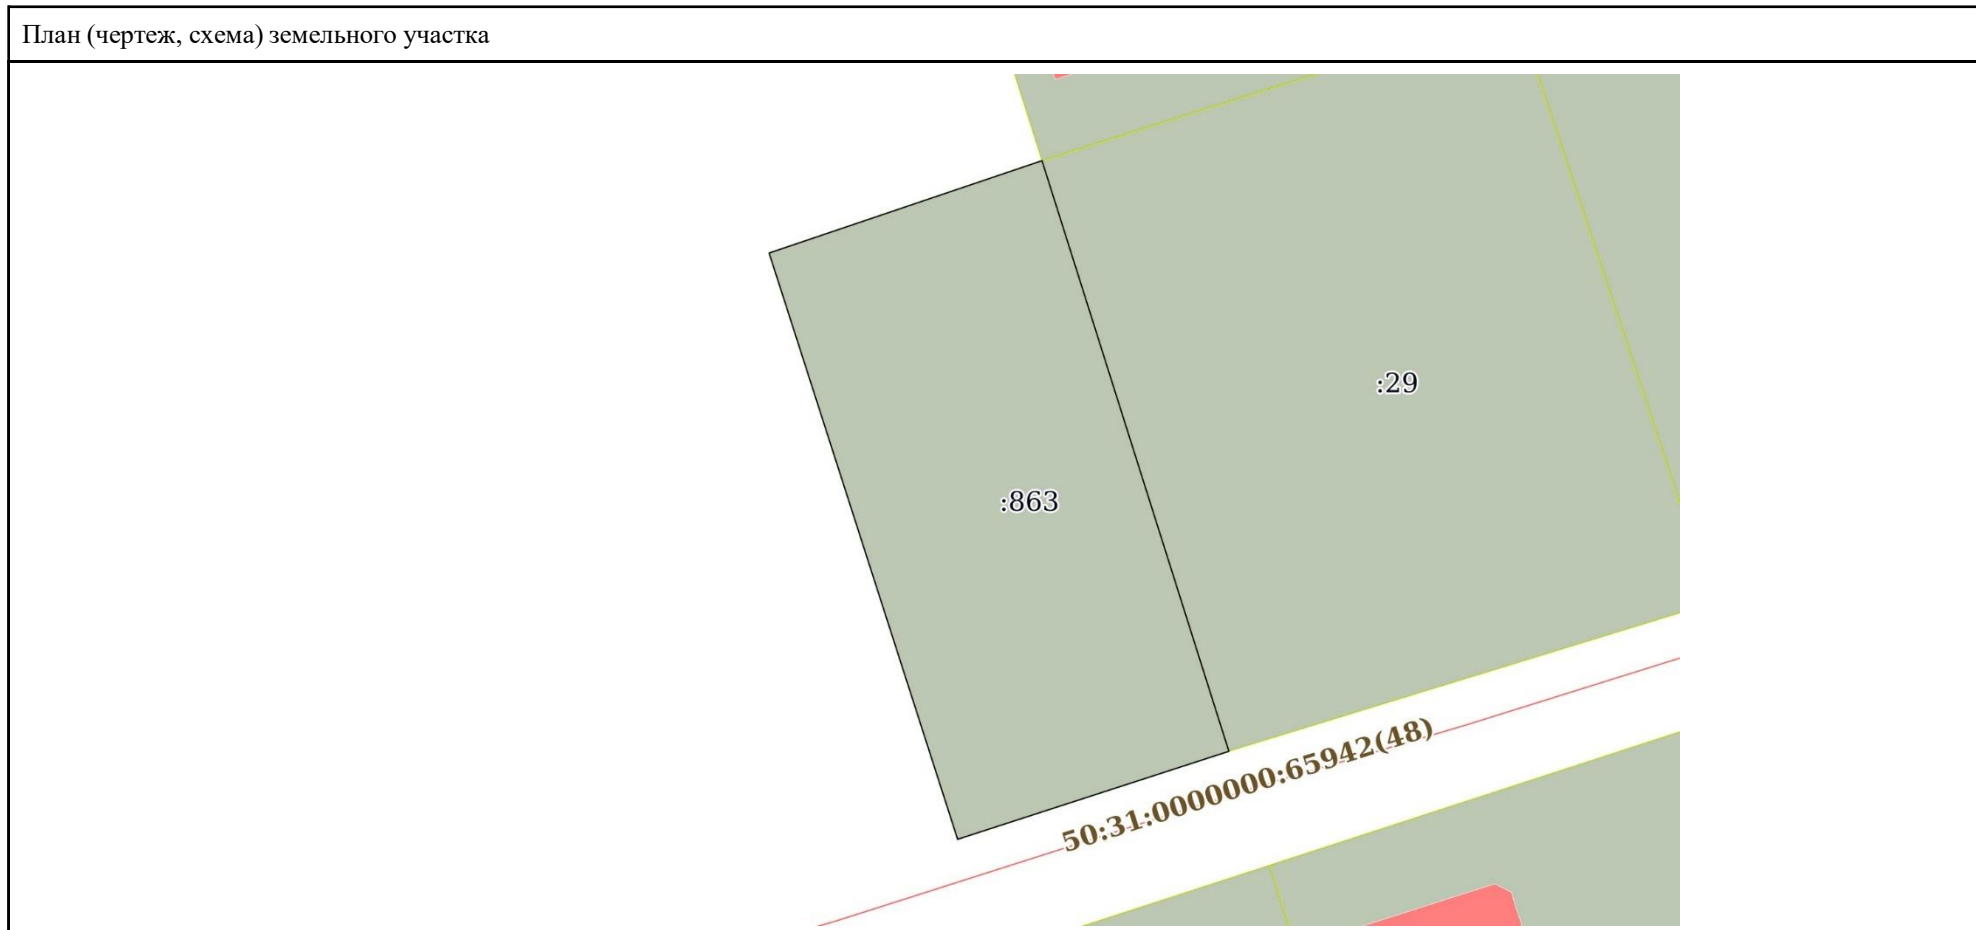 План (чертеж, схема) земельного участка
:29
:863
50:31:0000000:65942(48)